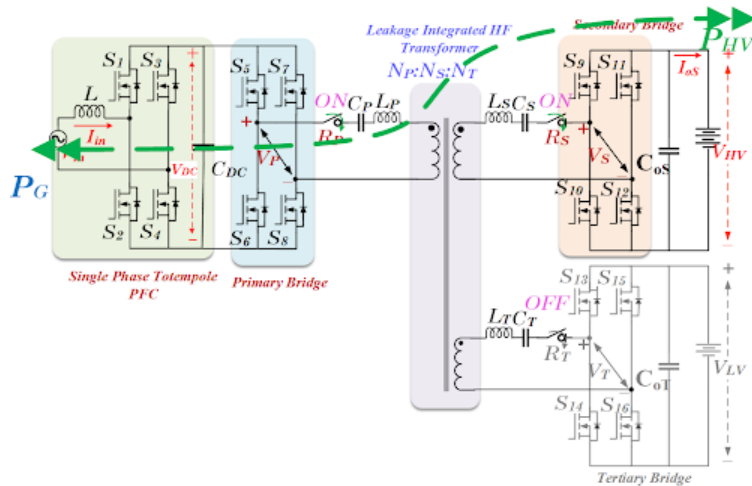 P_HV
Leakage Integrated HF
Transformer
N_P:N_S:N_T
Secondary Bridge
S_1
S_3
S_5
S_7
S_9
S_11
I_oS
L
I_in
ON
C_P
L_P
L_S
C_S
ON
P_G
V_DC
C_DC
V_P
R_S
V_S
C_oS
V_HV
S_2
S_4
S_6
S_8
S_10
S_12
Single Phase Totempole
PFC
Primary Bridge
S_13
S_15
L_T
C_T
OFF
R_T
V_T
C_oT
V_LV
S_14
S_16
Tertiary Bridge